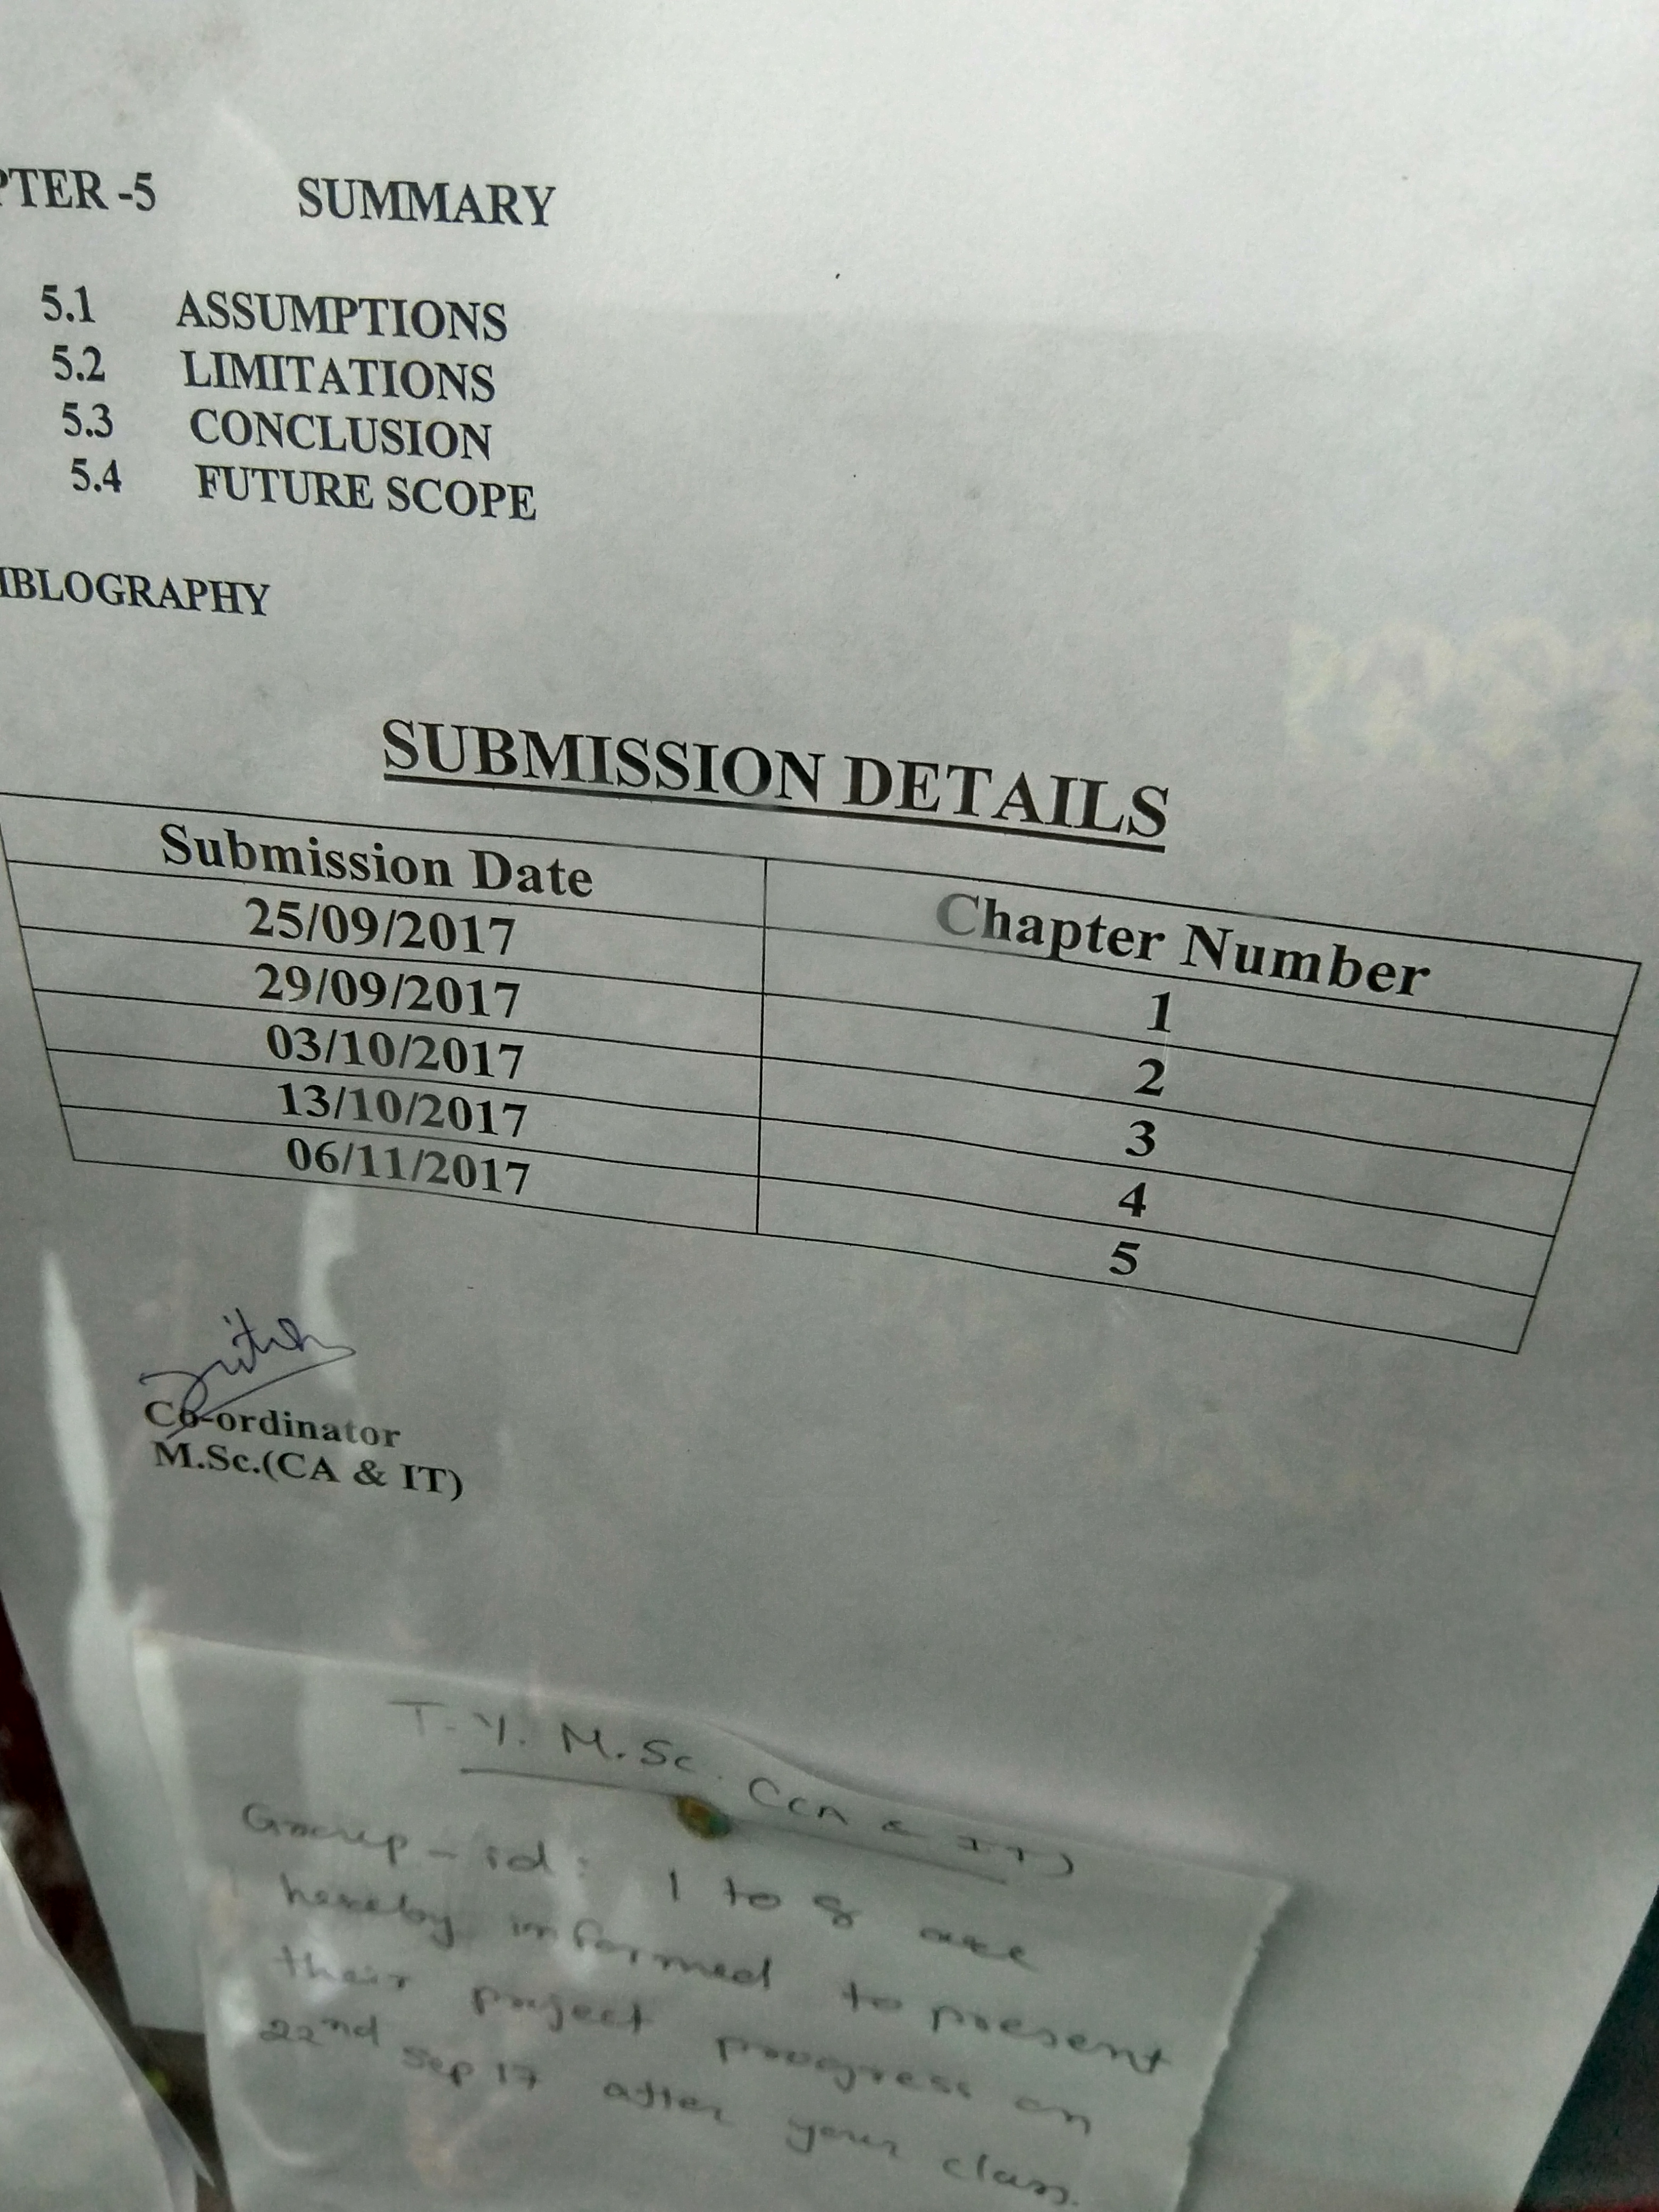 PTER -5 SUMMARY
5.1 ASSUMPTIONS
5.2 LIMITATIONS
5.3 CONCLUSION
5.4 FUTURE SCOPE
IBLOGRAPHY
SUBMISSION DETAILS
Submission Date Chapter Number
25/09/2017 1
29/09/2017 2
03/10/2017 3
13/10/2017 4
06/11/2017 5
Co-ordinator
M.Sc.(CA & IT)
T.Y. M.Sc. (CA & IT)
Group-id: 1 to 8 are
hereby informed to present
their project progress on
22nd Sep 17 after your class.